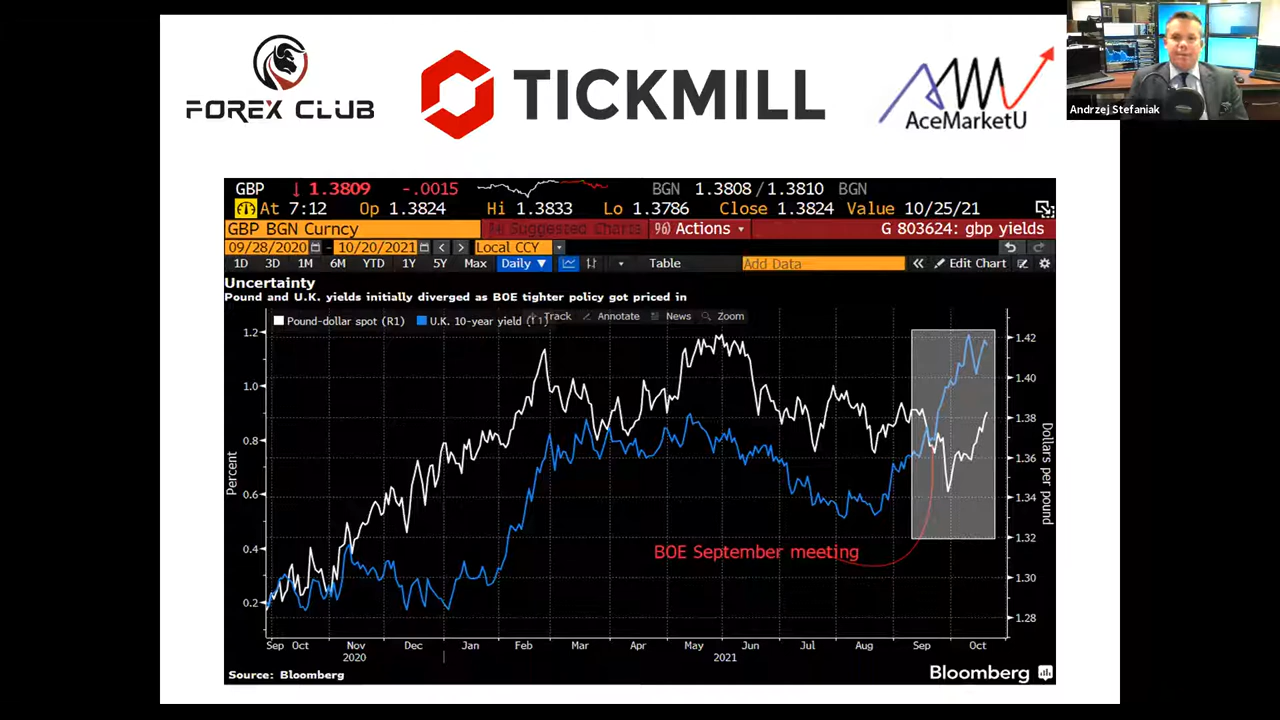 FOREX CLUB
TICKMILL
AceMarketU
Andrzej Stefaniak
GBP ↓ 1.3809 -.0015 BGN 1.3808 / 1.3810 BGN
At 7:12 Op 1.3824 Hi 1.3833 Lo 1.3786 Close 1.3824 Value 10/25/21
GBP BGN Curncy Suggested Charts 96) Actions ▾ G 803624: gbp yields
09/28/2020 - 10/20/2021 < > Local CCY ▾
1D 3D 1M 6M YTD 1Y 5Y Max Daily ▼ ▾ Table Add Data « Edit Chart
Uncertainty
Pound and U.K. yields initially diverged as BOE tighter policy got priced in
Pound-dollar spot (R1) U.K. 10-year yield Track Annotate News Zoom
1.2
1.0
0.8
0.6
0.4
0.2
Percent
1.42
1.40
1.38
1.36
1.34
1.32
1.30
1.28
Dollars per pound
BOE September meeting
Sep Oct Nov Dec Jan Feb Mar Apr May Jun Jul Aug Sep Oct
2020 2021
Source: Bloomberg
Bloomberg